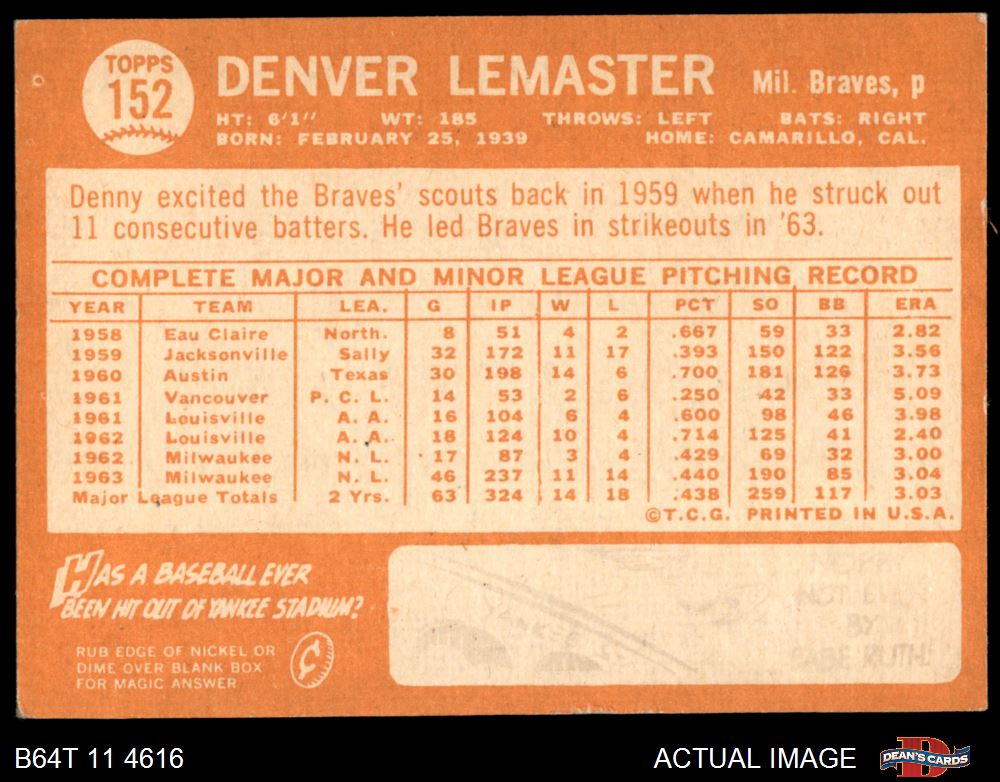 TOPPS
152
DENVER LEMASTER Mil. Braves, p
HT: 6'1" WT: 185 THROWS: LEFT BATS: RIGHT
BORN: FEBRUARY 25, 1939 HOME: CAMARILLO, CAL.
Denny excited the Braves' scouts back in 1959 when he struck out
11 consecutive batters. He led Braves in strikeouts in '63.
COMPLETE MAJOR AND MINOR LEAGUE PITCHING RECORD
YEAR TEAM LEA. G IP W L PCT SO BB ERA
1958 Eau Claire North. 8 51 4 2 .667 59 33 2.82
1959 Jacksonville Sally 32 172 11 17 .393 150 122 3.56
1960 Austin Texas 30 198 14 6 .700 181 126 3.73
1961 Vancouver P. C. L. 14 53 2 6 .250 42 33 5.09
1961 Louisville A. A. 16 104 6 4 .600 98 46 3.98
1962 Louisville A. A. 18 124 10 4 .714 125 41 2.40
1962 Milwaukee N. L. 17 87 3 4 .429 69 32 3.00
1963 Milwaukee N. L. 46 237 11 14 .440 190 85 3.04
Major League Totals 2 Yrs. 63 324 14 18 .438 259 117 3.03
©T.C.G. PRINTED IN U.S.A.
HAS A BASEBALL EVER
BEEN HIT OUT OF YANKEE STADIUM?
RUB EDGE OF NICKEL OR
DIME OVER BLANK BOX
FOR MAGIC ANSWER
BY
RUTH
B64T 11 4616 ACTUAL IMAGE DEAN'S CARDS